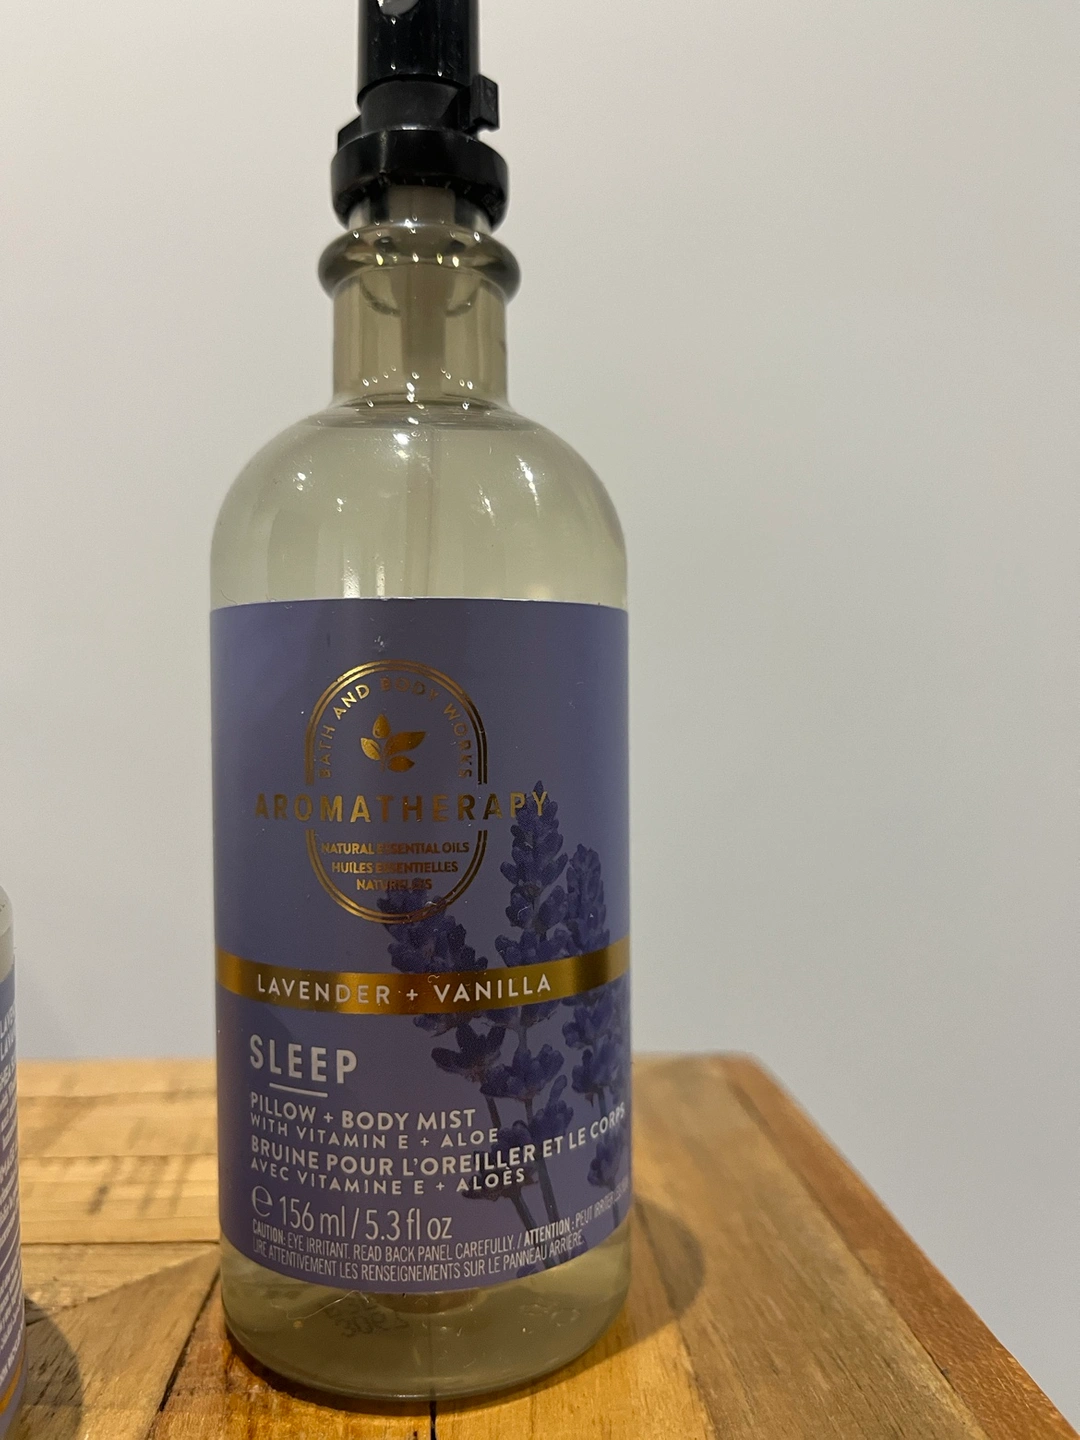 BATH AND BODY WORKS
AROMATHERAPY
NATURAL ESSENTIAL OILS
HUILES ESSENTIELLES
NATURELLES
LAVENDER + VANILLA
SLEEP
PILLOW + BODY MIST
WITH VITAMIN E + ALOE
BRUINE POUR L'OREILLER ET LE CORPS
AVEC VITAMINE E + ALOÈS
℮ 156 ml / 5.3 fl oz
CAUTION: EYE IRRITANT. READ BACK PANEL CAREFULLY. / ATTENTION : PEUT IRRITER
LIRE ATTENTIVEMENT LES RENSEIGNEMENTS SUR LE PANNEAU ARRIÈRE.